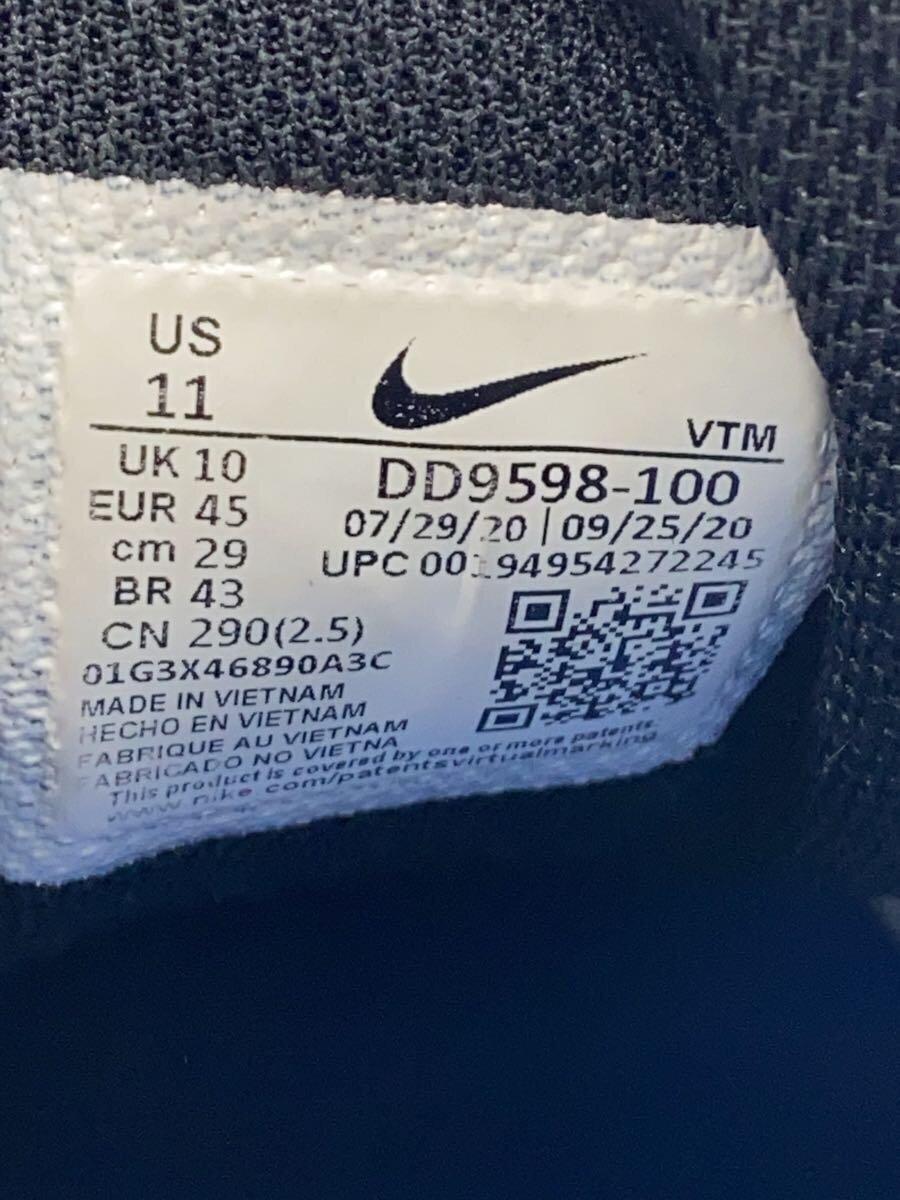 US
11
VTM
UK 10
EUR 45
cm 29
BR 43
CN 290(2.5)
DD9598-100
07/29/20 | 09/25/20
UPC 00194954272245
01G3X46890A3C
MADE IN VIETNAM
HECHO EN VIETNAM
FABRIQUE AU VIETNAM
FABRICADO NO VIETNA
This product is covered by one or more patents.
www.nike.com/patentsvirtualmarking